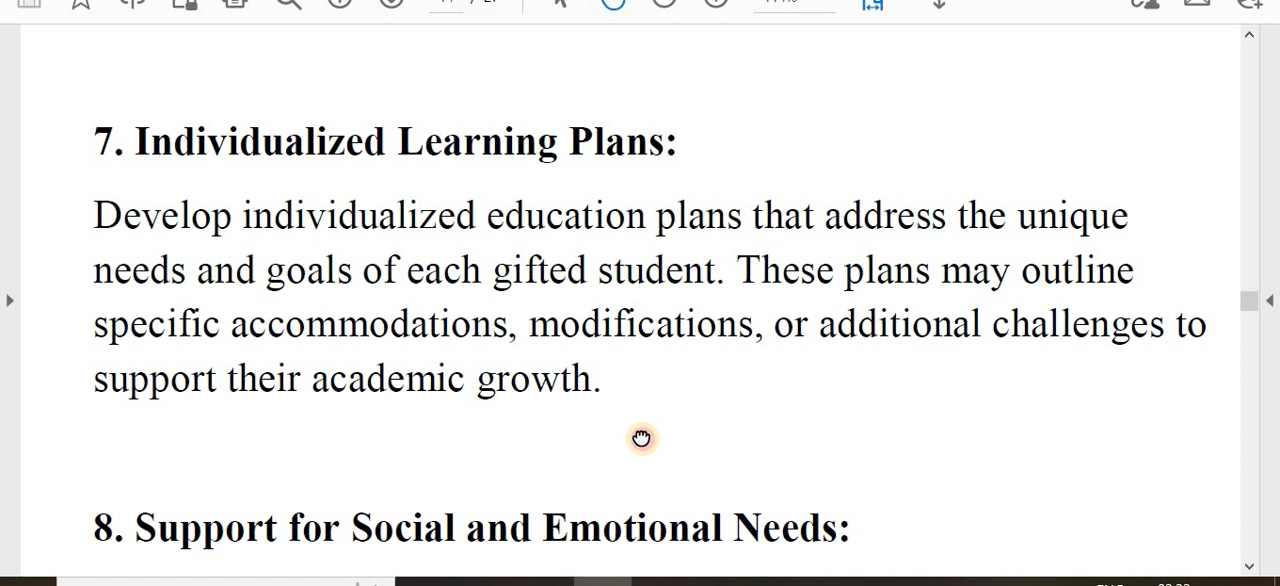 7. Individualized Learning Plans:
Develop individualized education plans that address the unique
needs and goals of each gifted student. These plans may outline
specific accommodations, modifications, or additional challenges to
support their academic growth.
8. Support for Social and Emotional Needs: